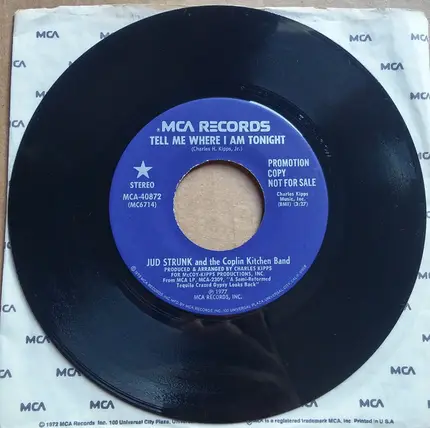 MCA
MCA
MCA
MCA RECORDS
TELL ME WHERE I AM TONIGHT
(Charles H. Kipps, Jr.)
STEREO
MCA-40872
(MC6714)
PROMOTION
COPY
NOT FOR SALE
Charles Kipps
Music, Inc.
(BMI) (3:27)
JUD STRUNK and the Coplin Kitchen Band
PRODUCED & ARRANGED BY CHARLES KIPPS
For McCOY-KIPPS PRODUCTIONS, INC.
From MCA LP, MCA-2309, "A Semi-Reformed
Tequila Crazed Gypsy Looks Back"
℗ 1977
MCA RECORDS, INC.
MCA
MCA
MCA
MCA
MCA
© 1972 MCA Records Inc. 100 Universal City Plaza,
MCA is a registered trademark MCA, Inc. Printed in U.S.A.